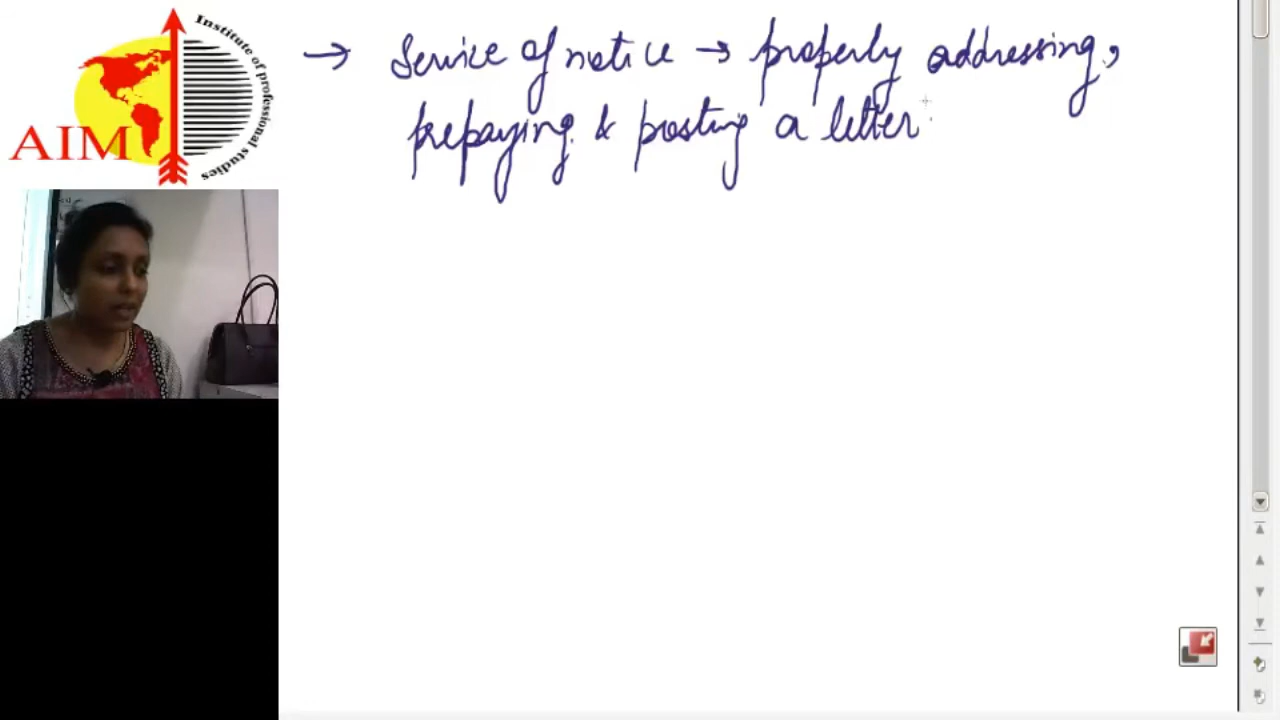 AIM
Institute of professional studies
→ Service of notice → properly addressing,
prepaying & posting a letter